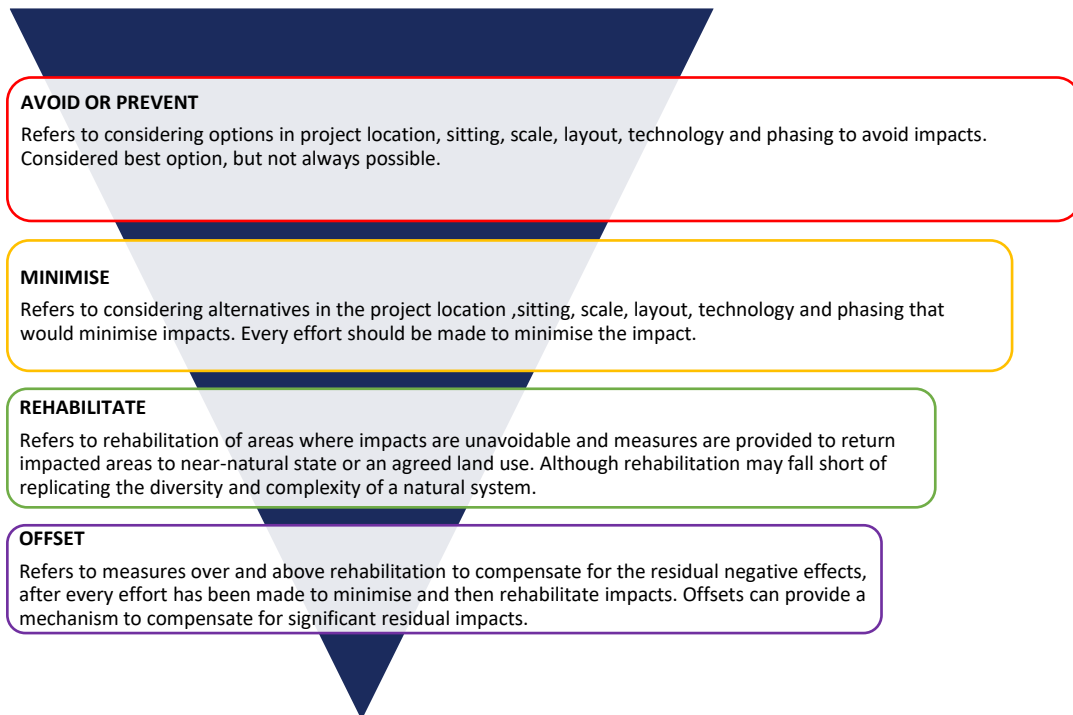 AVOID OR PREVENT
Refers to considering options in project location, sitting, scale, layout, technology and phasing to avoid impacts.
Considered best option, but not always possible.
MINIMISE
Refers to considering alternatives in the project location ,sitting, scale, layout, technology and phasing that
would minimise impacts. Every effort should be made to minimise the impact.
REHABILITATE
Refers to rehabilitation of areas where impacts are unavoidable and measures are provided to return
impacted areas to near-natural state or an agreed land use. Although rehabilitation may fall short of
replicating the diversity and complexity of a natural system.
OFFSET
Refers to measures over and above rehabilitation to compensate for the residual negative effects,
after every effort has been made to minimise and then rehabilitate impacts. Offsets can provide a
mechanism to compensate for significant residual impacts.